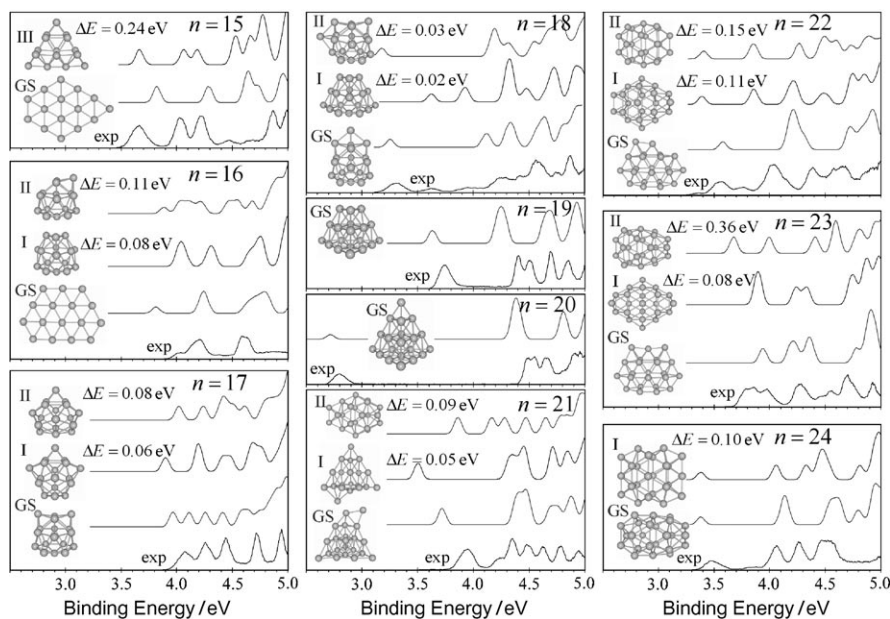 III ΔE = 0.24 eV n = 15
GS
exp
II ΔE = 0.11 eV n = 16
I ΔE = 0.08 eV
GS
exp
II ΔE = 0.08 eV n = 17
I ΔE = 0.06 eV
GS
exp
3.0 3.5 4.0 4.5 5.0
Binding Energy /eV
II ΔE = 0.03 eV n = 18
I ΔE = 0.02 eV
GS
exp
GS n = 19
exp
GS n = 20
exp
II ΔE = 0.09 eV n = 21
I ΔE = 0.05 eV
GS
exp
3.0 3.5 4.0 4.5 5.0
Binding Energy /eV
II ΔE = 0.15 eV n = 22
I ΔE = 0.11 eV
GS
exp
II ΔE = 0.36 eV n = 23
I ΔE = 0.08 eV
GS
exp
I ΔE = 0.10 eV n = 24
GS
exp
3.0 3.5 4.0 4.5 5.0
Binding Energy /eV